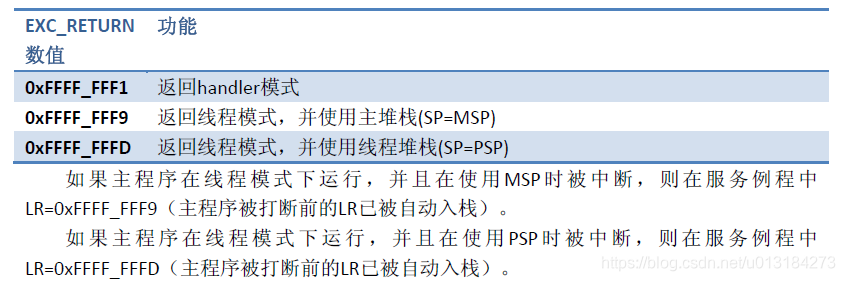 EXC_RETURN 功能
数值
0xFFFF_FFF1 返回handler模式
0xFFFF_FFF9 返回线程模式，并使用主堆栈(SP=MSP)
0xFFFF_FFFD 返回线程模式，并使用线程堆栈(SP=PSP)
如果主程序在线程模式下运行，并且在使用MSP时被中断，则在服务例程中
LR=0xFFFF_FFF9（主程序被打断前的LR已被自动入栈）。
如果主程序在线程模式下运行，并且在使用PSP时被中断，则在服务例程中
LR=0xFFFF_FFFD（主程序被打断前的LR已被自动入栈）。
https://blog.csdn.net/u013184273